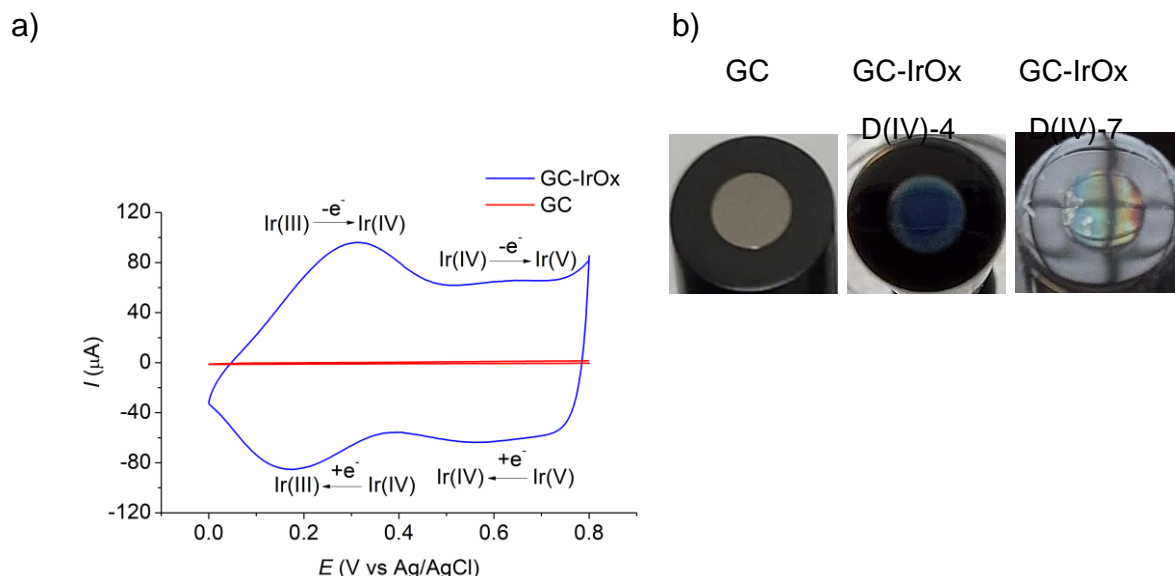 a)
b)
GC GC-IrOx GC-IrOx
D(IV)-4 D(IV)-7
GC-IrOx
GC
Ir(III) -e⁻ Ir(IV)
Ir(IV) -e⁻ Ir(V)
120
80
40
0
-40
-80
-120
I (μA)
Ir(III) +e⁻ Ir(IV)
Ir(IV) +e⁻ Ir(V)
0.0 0.2 0.4 0.6 0.8
E (V vs Ag/AgCl)